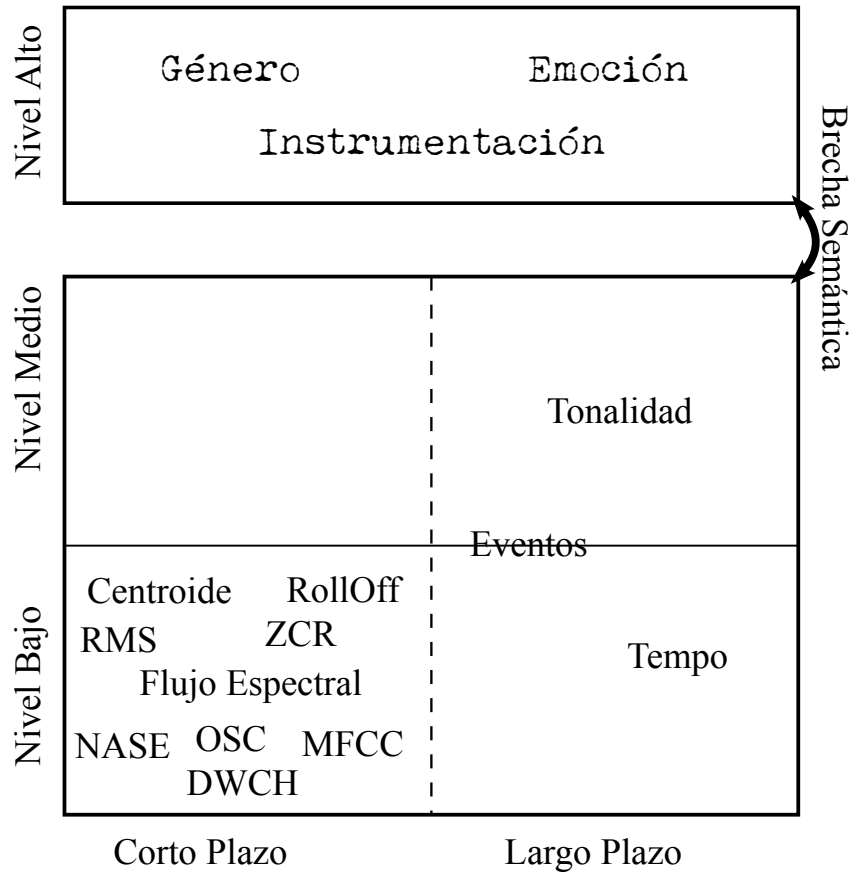 Nivel Alto
Género
Emoción
Instrumentación
Brecha Semántica
Nivel Medio
Tonalidad
Eventos
Nivel Bajo
Centroide
RollOff
RMS
ZCR
Flujo Espectral
Tempo
NASE
OSC
MFCC
DWCH
Corto Plazo
Largo Plazo